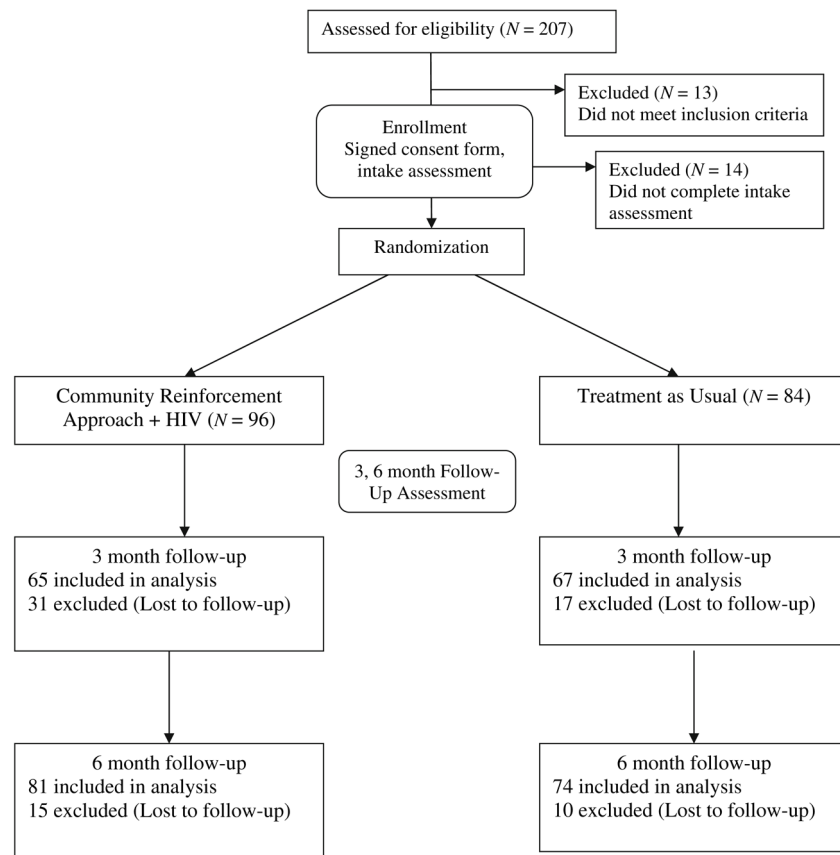 Assessed for eligibility (N = 207)
Excluded (N = 13)
Did not meet inclusion criteria
Enrollment
Signed consent form,
intake assessment
Excluded (N = 14)
Did not complete intake
assessment
Randomization
Community Reinforcement
Approach + HIV (N = 96)
Treatment as Usual (N = 84)
3, 6 month Follow-
Up Assessment
3 month follow-up
65 included in analysis
31 excluded (Lost to follow-up)
3 month follow-up
67 included in analysis
17 excluded (Lost to follow-up)
6 month follow-up
81 included in analysis
15 excluded (Lost to follow-up)
6 month follow-up
74 included in analysis
10 excluded (Lost to follow-up)